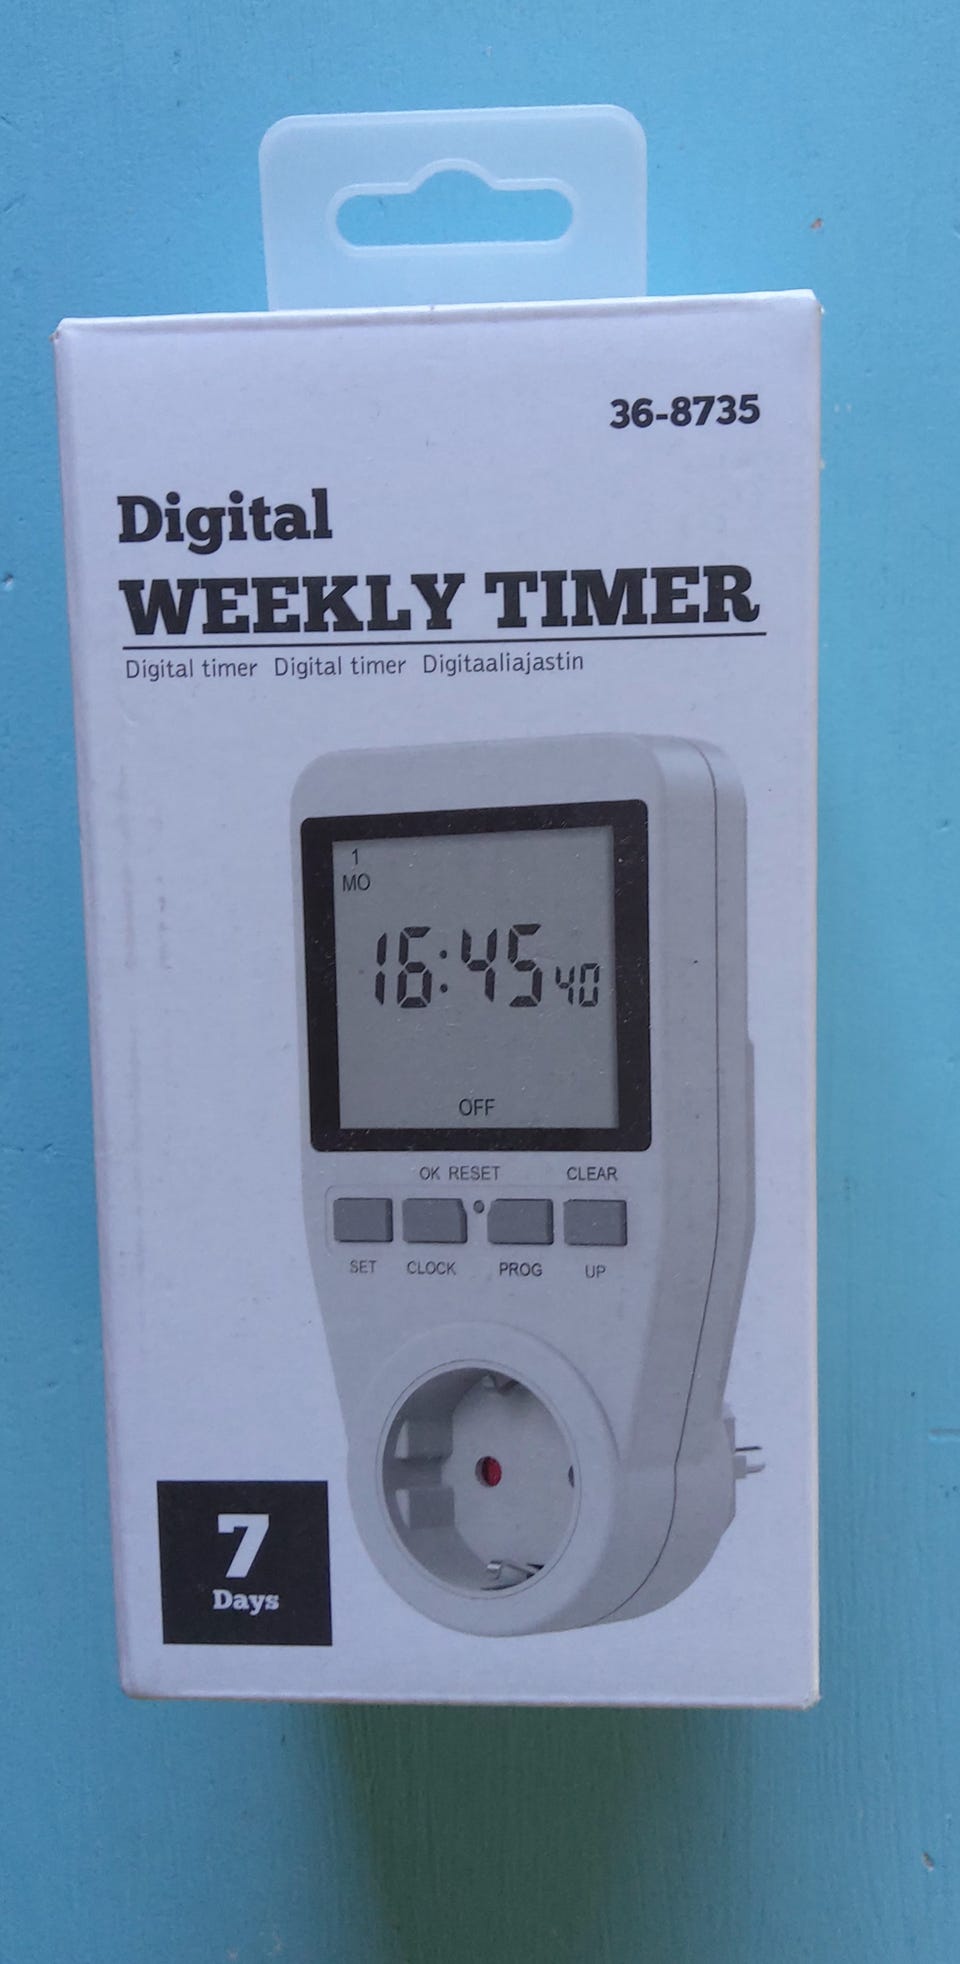 36-8735
Digital
WEEKLY TIMER
Digital timer Digital timer Digitaaliajastin
1
MO
16:45 40
OFF
OK RESET CLEAR
SET CLOCK PROG UP
7
Days